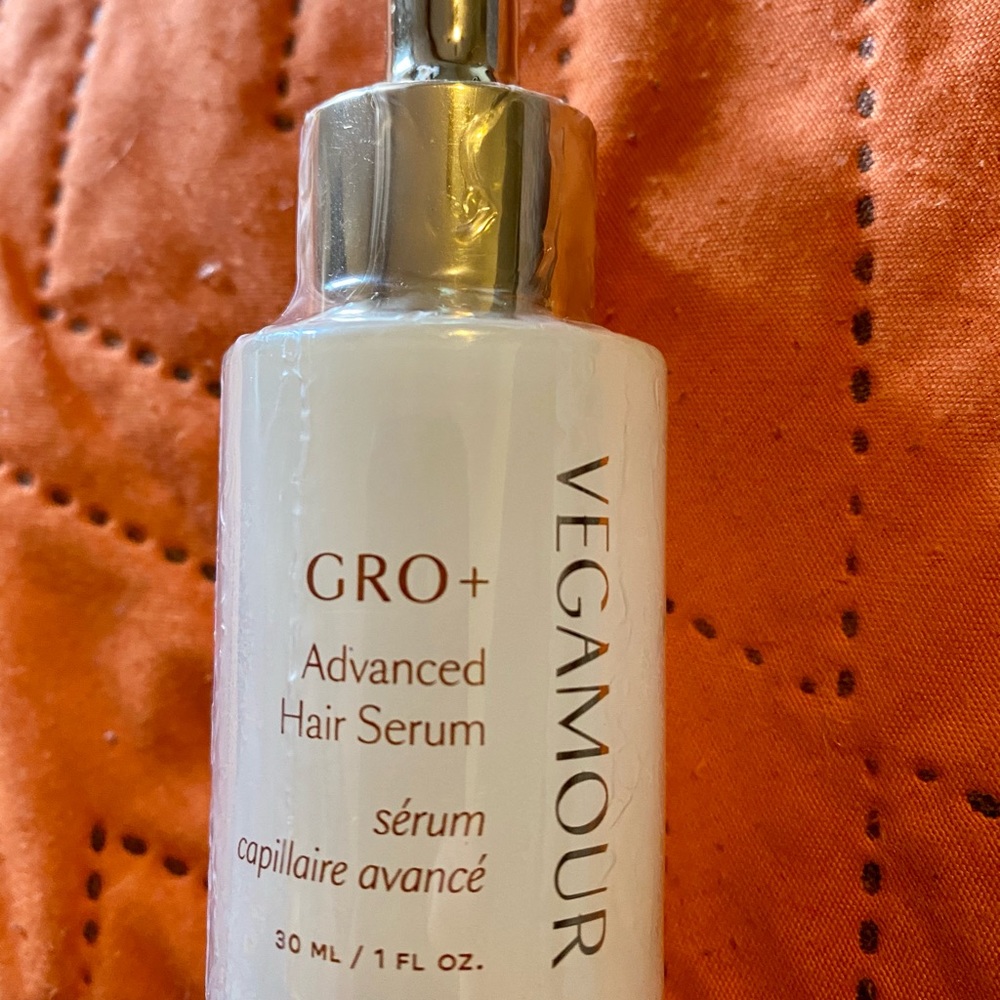 GRO+
Advanced
Hair Serum
sérum
capillaire avancé
30 ML / 1 FL OZ.
VEGAMOUR